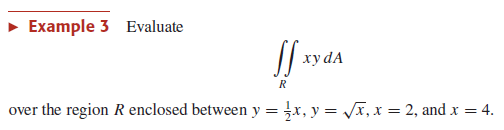 ► Example 3 Evaluate
∬ xy dA
R
over the region R enclosed between y = ½x, y = √x, x = 2, and x = 4.